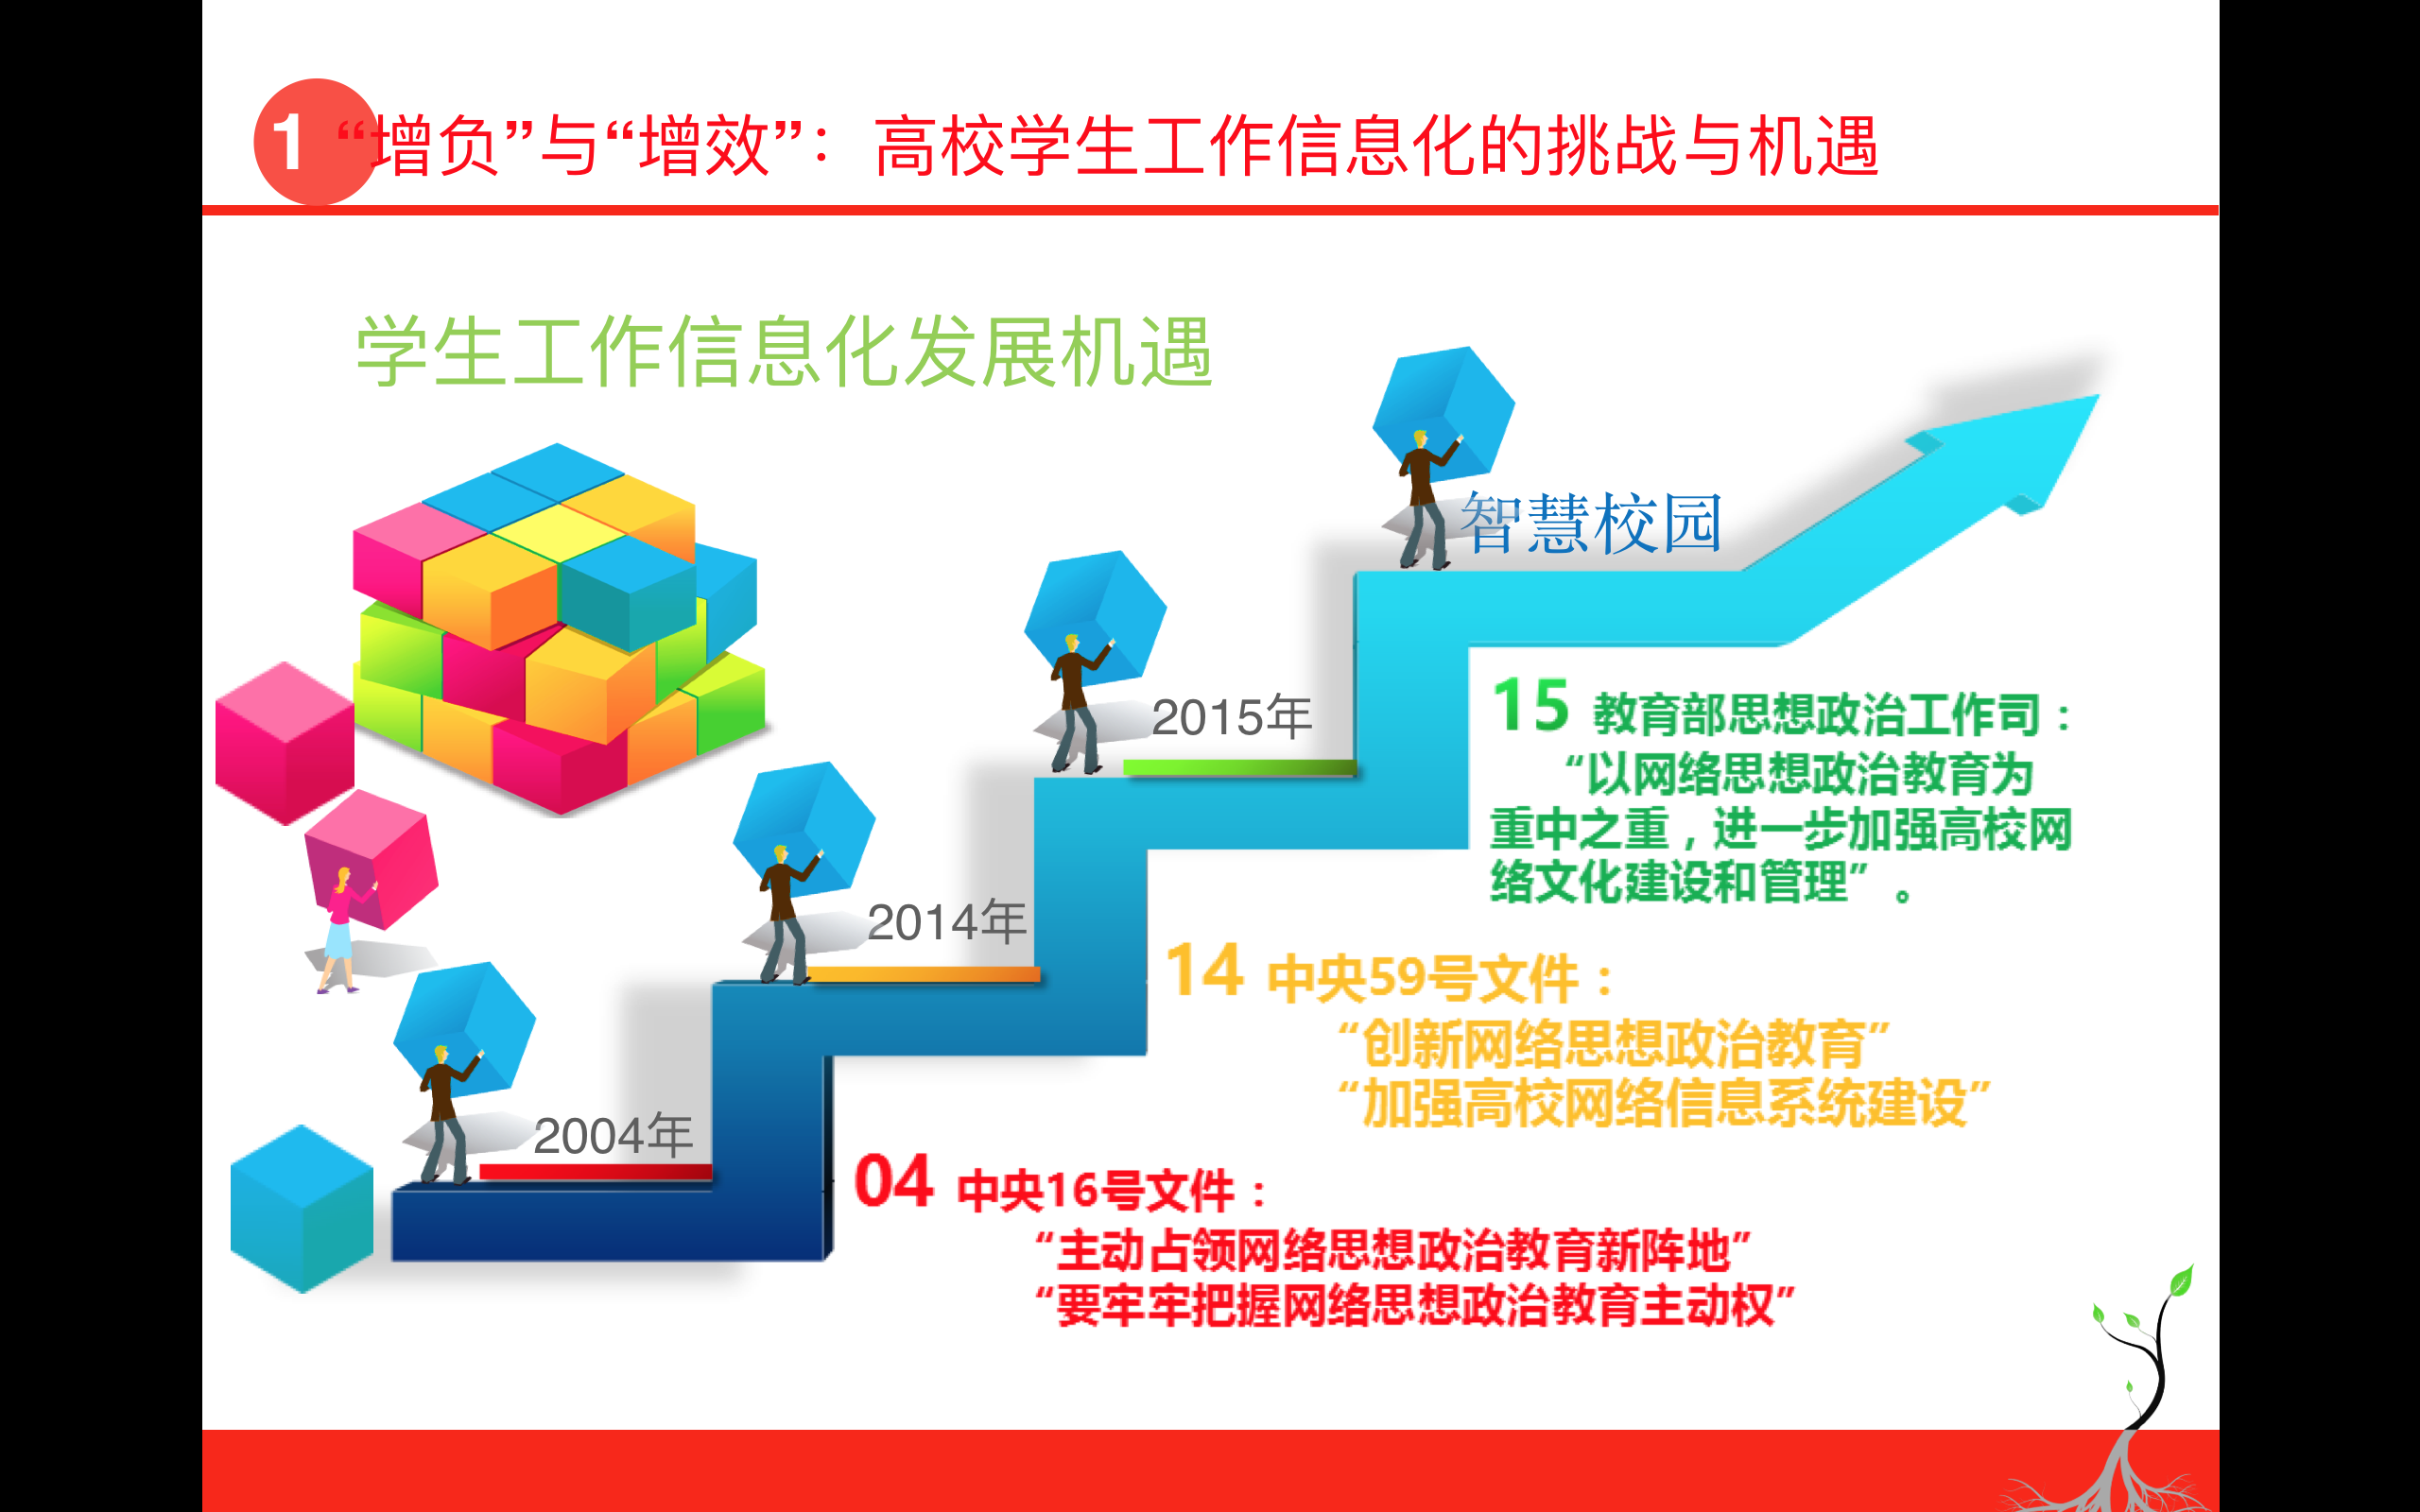 1 “增负”与“增效”：高校学生工作信息化的挑战与机遇
学生工作信息化发展机遇
智慧校园
2015年
2014年
2004年
15 教育部思想政治工作司：
“以网络思想政治教育为
重中之重，进一步加强高校网
络文化建设和管理”。
14 中央59号文件：
“创新网络思想政治教育”
“加强高校网络信息系统建设”
04 中央16号文件：
“主动占领网络思想政治教育新阵地”
“要牢牢把握网络思想政治教育主动权”